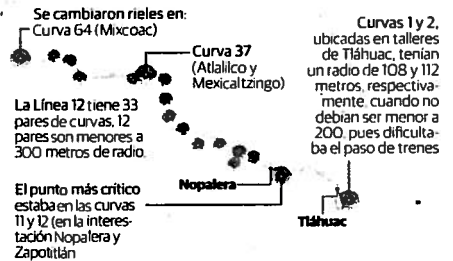 Se cambiaron rieles en:
Curva 64 (Mixcoac)
Curva 37
(Atlalilco y
Mexicaltzingo)
Curvas 1 y 2,
ubicadas en talleres
de Tláhuac, tenían
un radio de 108 y 112
metros, respectiva-
mente, cuando no
debían ser menor a
200, pues dificulta-
ba el paso de trenes
La Línea 12 tiene 33
pares de curvas, 12
pares son menores a
300 metros de radio.
El punto más crítico
estaba en las curvas
11 y 12 (en la interes-
tación Nopalera y
Zapotitlán
Nopalera
Tláhuac